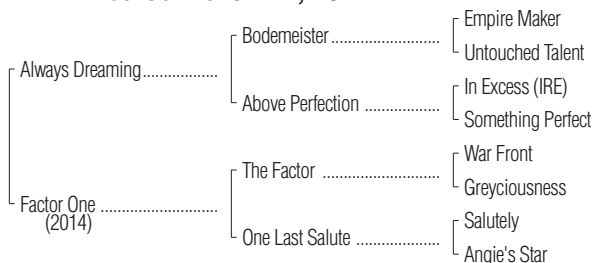 Empire Maker
Bodemeister
Untouched Talent
Always Dreaming
In Excess (IRE)
Above Perfection
Something Perfect
War Front
The Factor
Greyciousness
Factor One
(2014)
Salutely
One Last Salute
Angie's Star